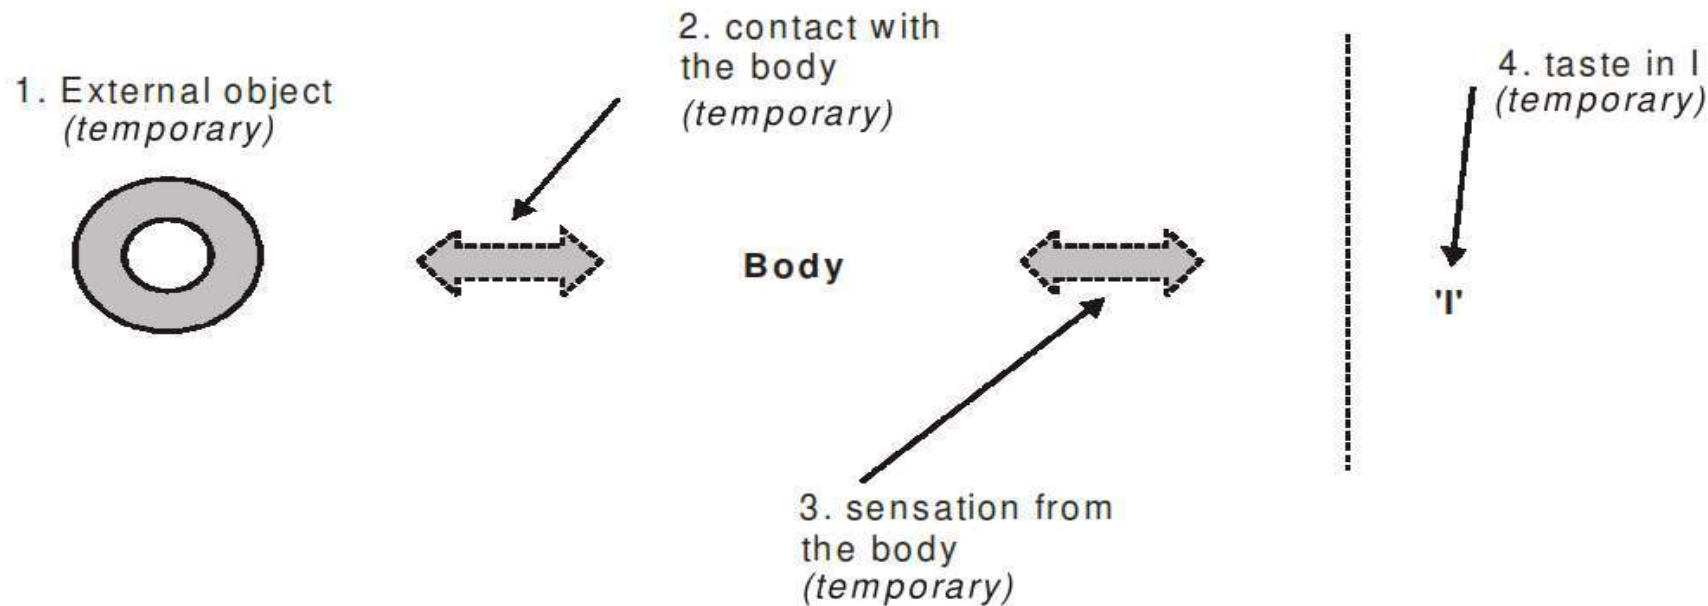 1. External object
(temporary)
2. contact with
the body
(temporary)
Body
3. sensation from
the body
(temporary)
4. taste in I
(temporary)
'I'